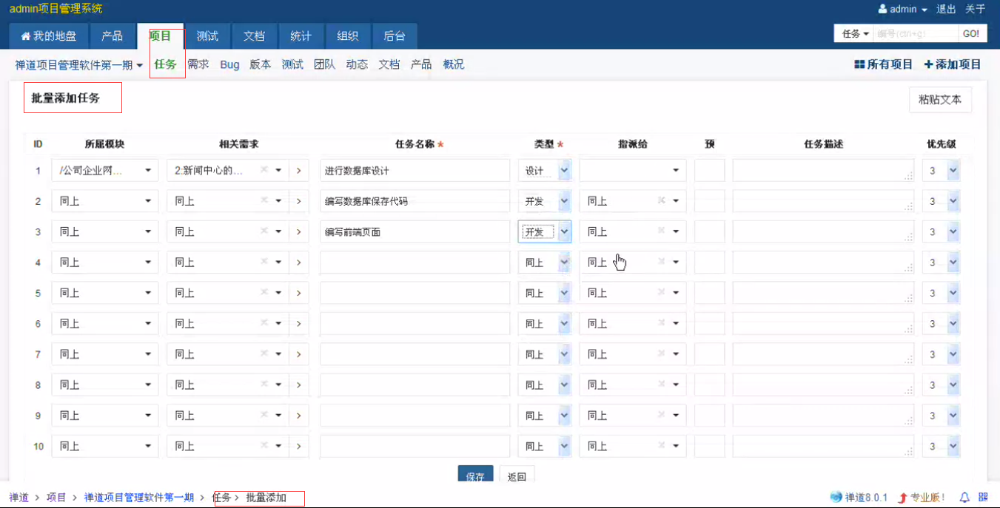 admin项目管理系统 admin 退出 关于
我的地盘 产品 项目 测试 文档 统计 组织 后台 任务 编号(ctrl+g) GO!
禅道项目管理软件第一期 任务 需求 Bug 版本 测试 团队 动态 文档 产品 概况 所有项目 添加项目
批量添加任务 粘贴文本
ID 所属模块 相关需求 任务名称 * 类型 * 指派给 预 任务描述 优先级
1 /公司企业网... 2:新闻中心的... 进行数据库设计 设计 3
2 同上 同上 编写数据库保存代码 开发 同上 3
3 同上 同上 编写前端页面 开发 同上 3
4 同上 同上 同上 同上 3
5 同上 同上 同上 同上 3
6 同上 同上 同上 同上 3
7 同上 同上 同上 同上 3
8 同上 同上 同上 同上 3
9 同上 同上 同上 同上 3
10 同上 同上 同上 同上 3
保存 返回
禅道 > 项目 > 禅道项目管理软件第一期 > 任务 > 批量添加 禅道8.0.1 专业版!